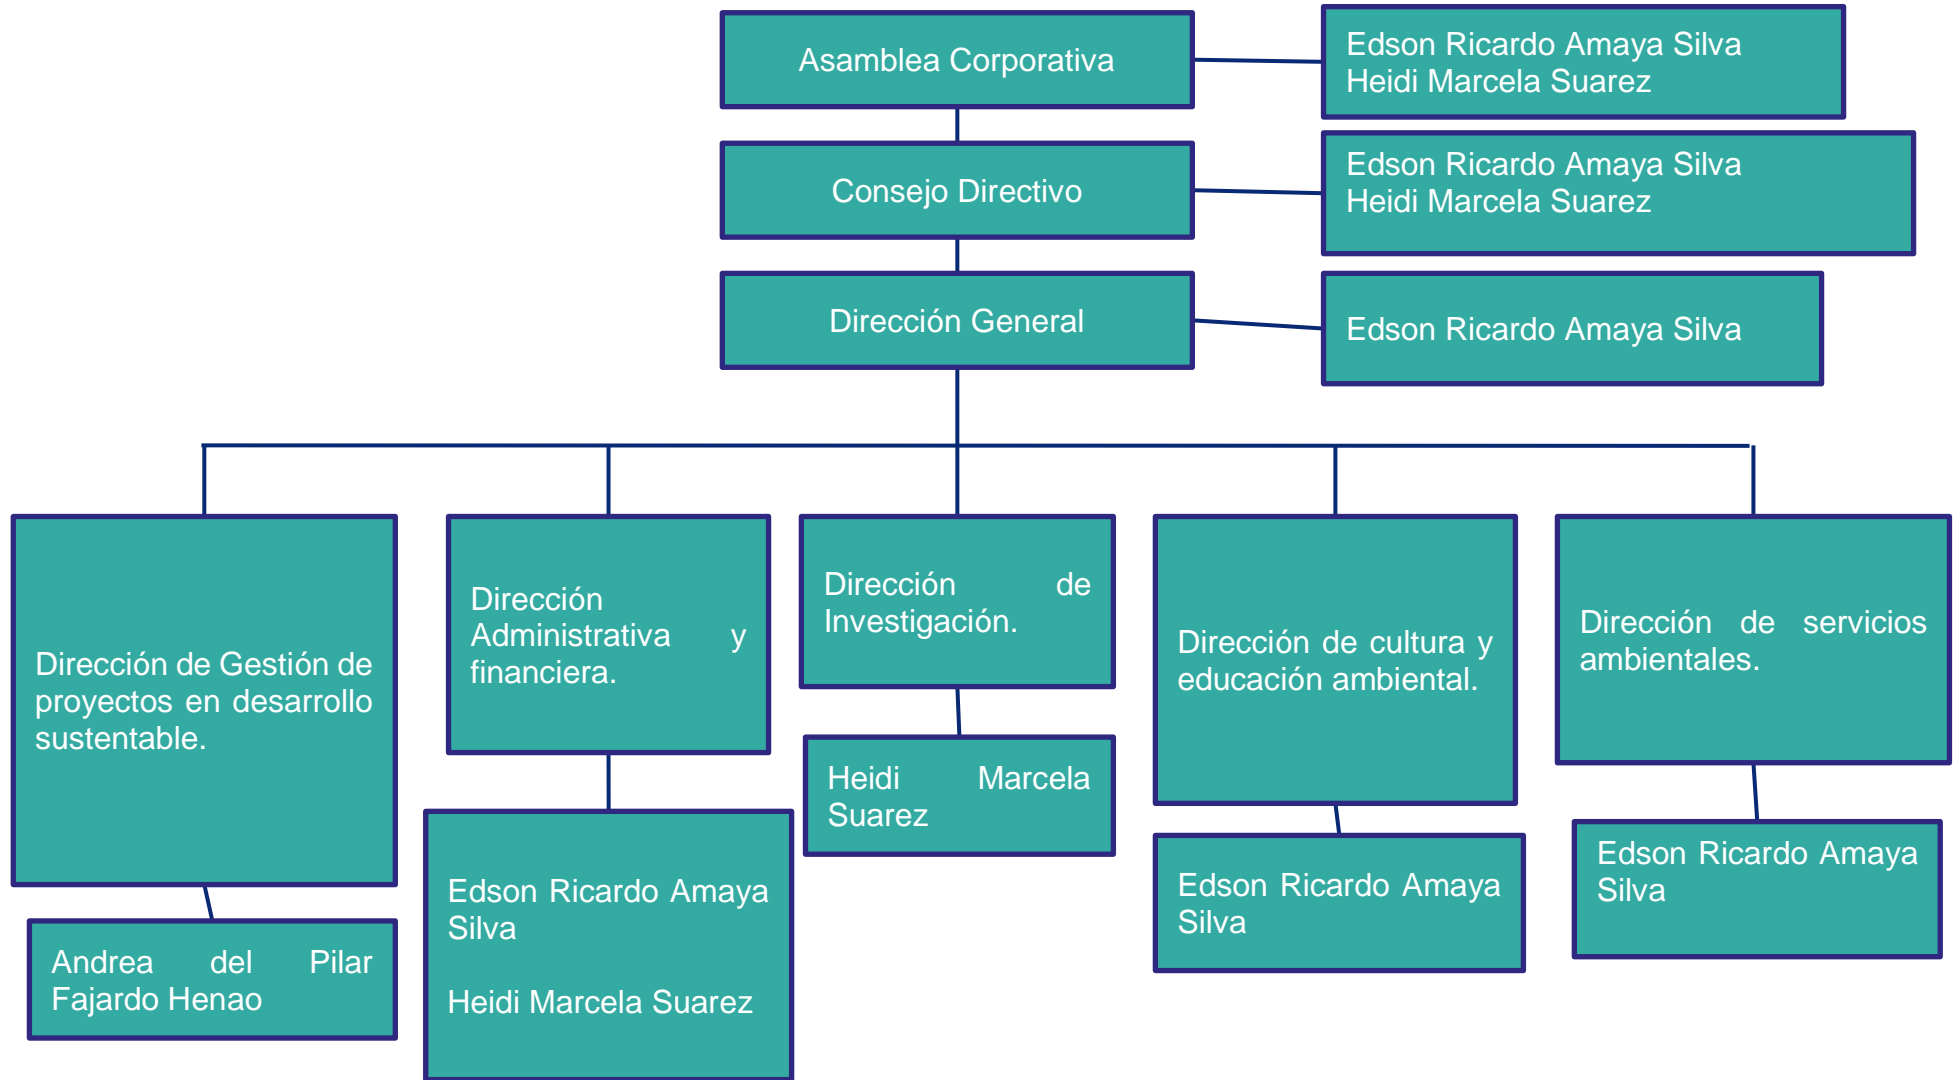 Asamblea Corporativa
Edson Ricardo Amaya Silva
Heidi Marcela Suarez
Consejo Directivo
Edson Ricardo Amaya Silva
Heidi Marcela Suarez
Dirección General
Edson Ricardo Amaya Silva
Dirección de Gestión de
proyectos en desarrollo
sustentable.
Andrea del Pilar
Fajardo Henao
Dirección
Administrativa y
financiera.
Edson Ricardo Amaya
Silva
Heidi Marcela Suarez
Dirección de
Investigación.
Heidi Marcela
Suarez
Dirección de cultura y
educación ambiental.
Edson Ricardo Amaya
Silva
Dirección de servicios
ambientales.
Edson Ricardo Amaya
Silva